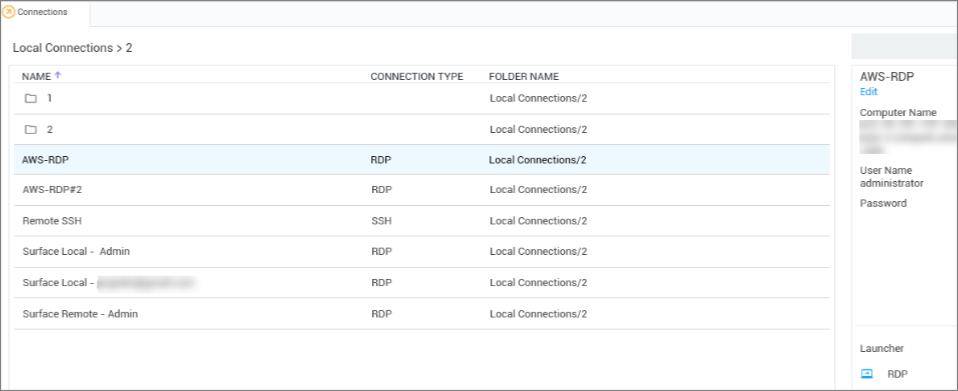 Connections
Local Connections > 2
NAME ↑ CONNECTION TYPE FOLDER NAME
1 Local Connections/2
2 Local Connections/2
AWS-RDP RDP Local Connections/2
AWS-RDP#2 RDP Local Connections/2
Remote SSH SSH Local Connections/2
Surface Local - Admin RDP Local Connections/2
Surface Local - RDP Local Connections/2
Surface Remote - Admin RDP Local Connections/2
AWS-RDP
Edit
Computer Name
User Name
administrator
Password
Launcher
RDP